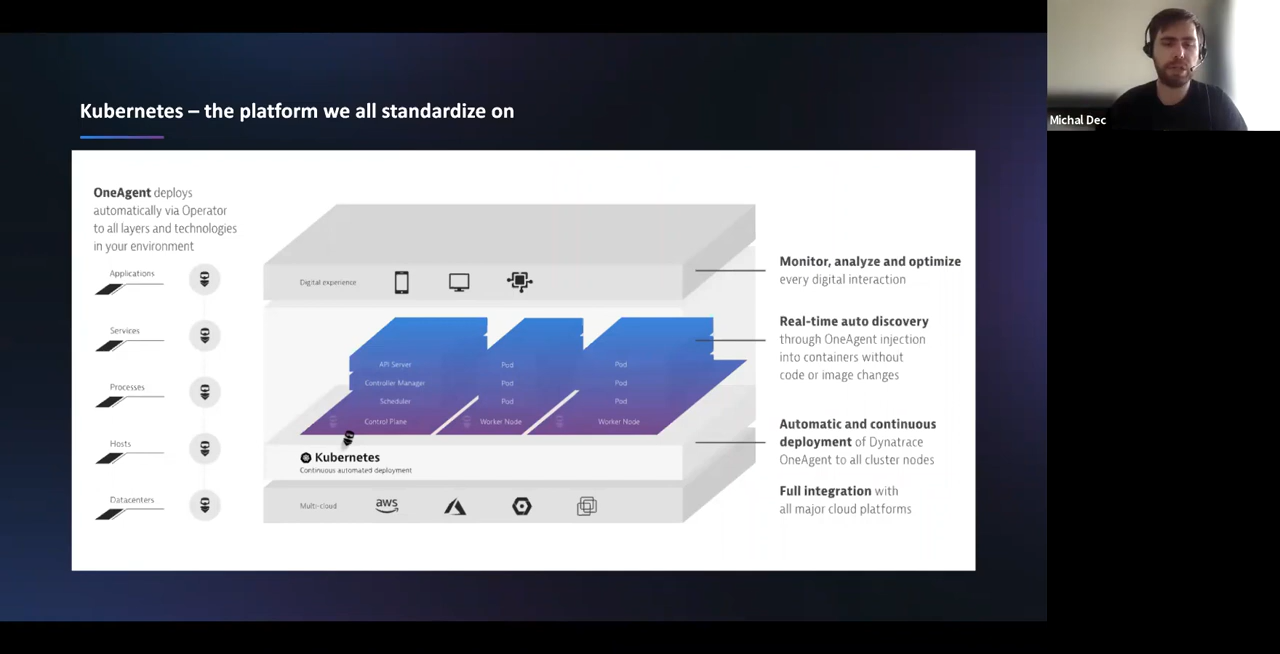 Kubernetes – the platform we all standardize on
Michal Dec
OneAgent deploys
automatically via Operator
to all layers and technologies
in your environment
Applications
Services
Processes
Hosts
Datacenters
Digital experience
API Server
Pod
Pod
Controller Manager
Pod
Pod
Scheduler
Pod
Pod
Control Plane
Worker Node
Worker Node
Kubernetes
Continuous automated deployment
Multi-cloud
aws
Monitor, analyze and optimize
every digital interaction
Real-time auto discovery
through OneAgent injection
into containers without
code or image changes
Automatic and continuous
deployment of Dynatrace
OneAgent to all cluster nodes
Full integration with
all major cloud platforms